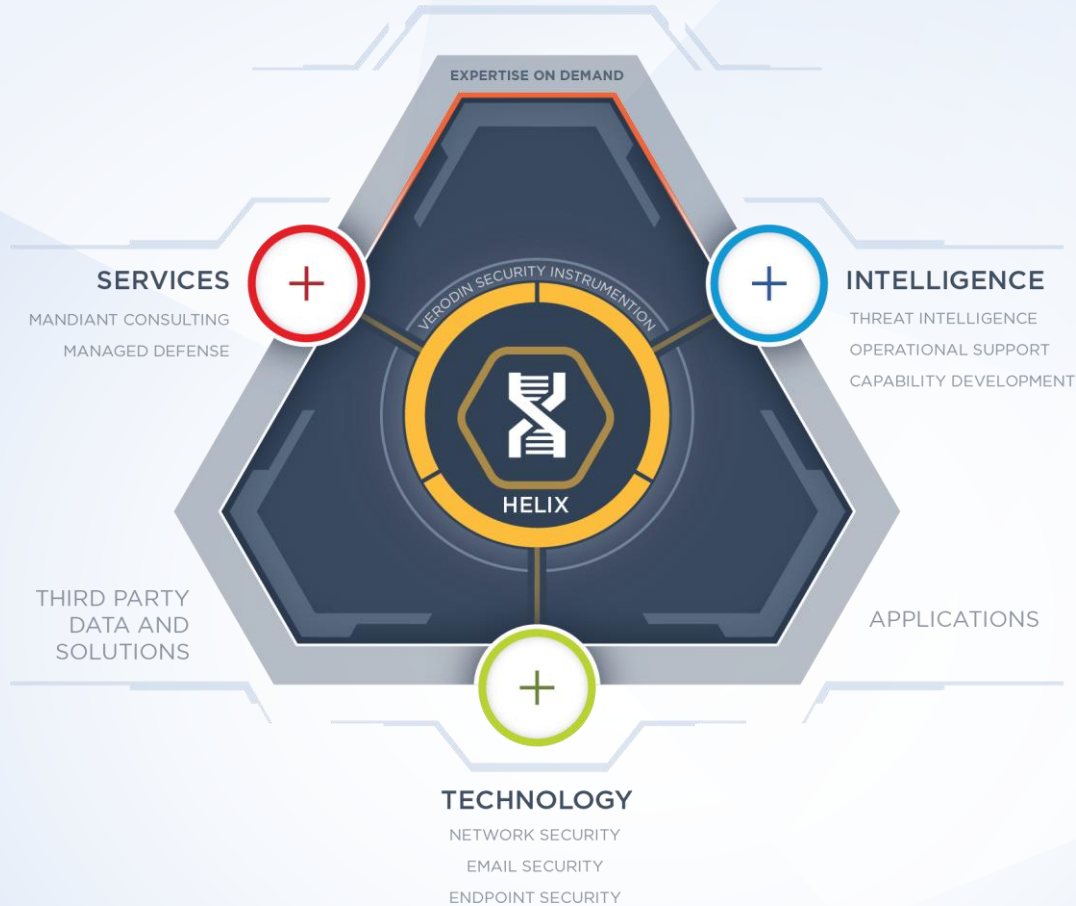 EXPERTISE ON DEMAND
SERVICES
MANDIANT CONSULTING
MANAGED DEFENSE
VERODIN SECURITY INSTRUMENTION
HELIX
INTELLIGENCE
THREAT INTELLIGENCE
OPERATIONAL SUPPORT
CAPABILITY DEVELOPMENT
THIRD PARTY
DATA AND
SOLUTIONS
APPLICATIONS
TECHNOLOGY
NETWORK SECURITY
EMAIL SECURITY
ENDPOINT SECURITY